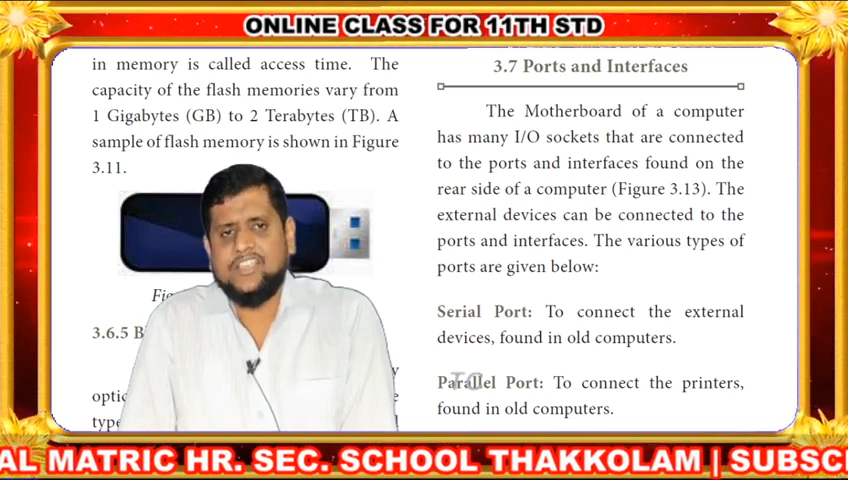 ONLINE CLASS FOR 11TH STD
in memory is called access time. The
capacity of the flash memories vary from
1 Gigabytes (GB) to 2 Terabytes (TB). A
sample of flash memory is shown in Figure
3.11.
3.6.5 B
3.7 Ports and Interfaces
The Motherboard of a computer
has many I/O sockets that are connected
to the ports and interfaces found on the
rear side of a computer (Figure 3.13). The
external devices can be connected to the
ports and interfaces. The various types of
ports are given below:
Serial Port: To connect the external
devices, found in old computers.
Parallel Port: To connect the printers,
found in old computers.
AL MATRIC HR. SEC. SCHOOL THAKKOLAM | SUBSC